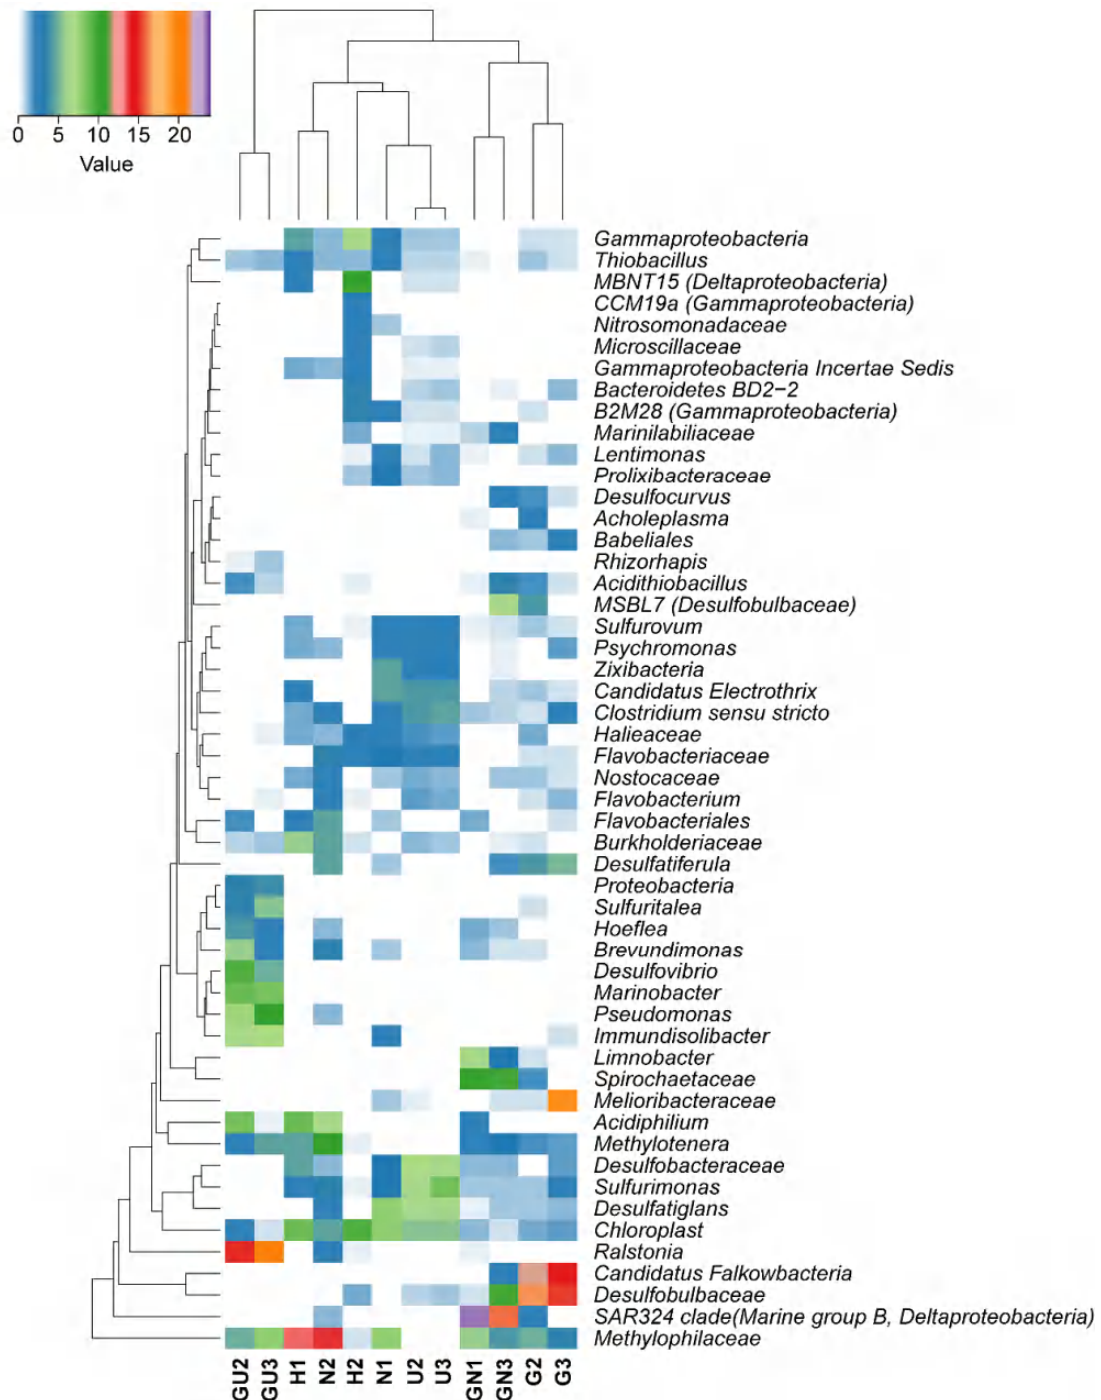 0 5 10 15 20
Value
Gammaproteobacteria
Thiobacillus
MBNT15 (Deltaproteobacteria)
CCM19a (Gammaproteobacteria)
Nitrosomonadaceae
Microscillaceae
Gammaproteobacteria Incertae Sedis
Bacteroidetes BD2−2
B2M28 (Gammaproteobacteria)
Marinilabiliaceae
Lentimonas
Prolixibacteraceae
Desulfocurvus
Acholeplasma
Babeliales
Rhizorhapis
Acidithiobacillus
MSBL7 (Desulfobulbaceae)
Sulfurovum
Psychromonas
Zixibacteria
Candidatus Electrothrix
Clostridium sensu stricto
Halieaceae
Flavobacteriaceae
Nostocaceae
Flavobacterium
Flavobacteriales
Burkholderiaceae
Desulfatiferula
Proteobacteria
Sulfuritalea
Hoeflea
Brevundimonas
Desulfovibrio
Marinobacter
Pseudomonas
Immundisolibacter
Limnobacter
Spirochaetaceae
Melioribacteraceae
Acidiphilium
Methylotenera
Desulfobacteraceae
Sulfurimonas
Desulfatiglans
Chloroplast
Ralstonia
Candidatus Falkowbacteria
Desulfobulbaceae
SAR324 clade(Marine group B, Deltaproteobacteria)
Methylophilaceae
GU2 GU3 H1 N2 H2 N1 U2 U3 GN1 GN3 G2 G3